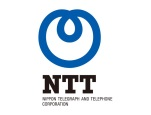 NTT
NIPPON TELEGRAPH AND TELEPHONE
CORPORATION